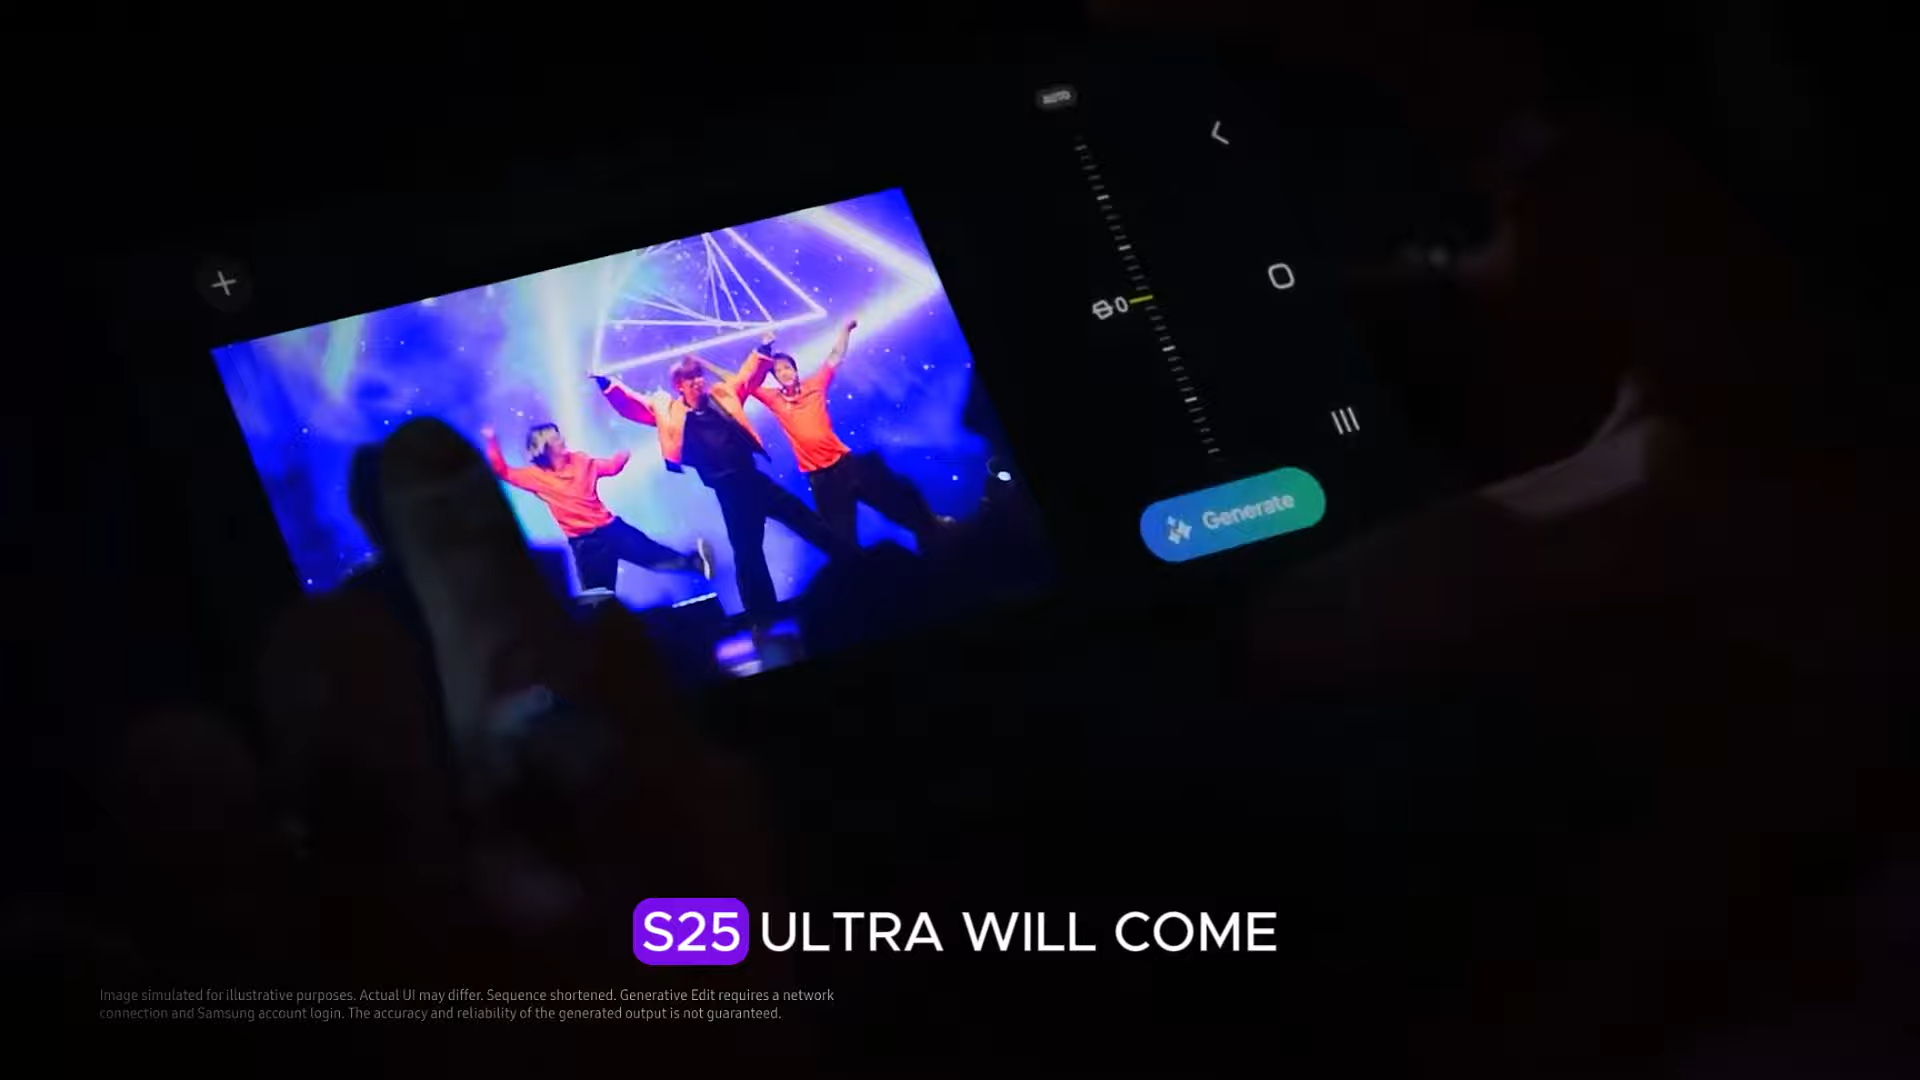 AUTO
0
Generate
S25 ULTRA WILL COME
Image simulated for illustrative purposes. Actual UI may differ. Sequence shortened. Generative Edit requires a network
connection and Samsung account login. The accuracy and reliability of the generated output is not guaranteed.